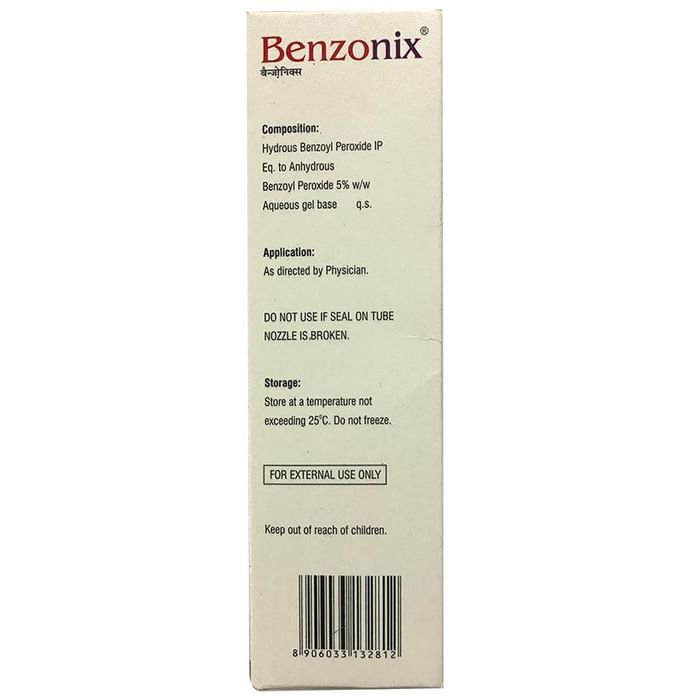 Benzonix®
बैन्जोनिक्स
Composition:
Hydrous Benzoyl Peroxide IP
Eq. to Anhydrous
Benzoyl Peroxide 5% w/w
Aqueous gel base q.s.
Application:
As directed by Physician.
DO NOT USE IF SEAL ON TUBE
NOZZLE IS BROKEN.
Storage:
Store at a temperature not
exceeding 25°C. Do not freeze.
FOR EXTERNAL USE ONLY
Keep out of reach of children.
8 906033 132812